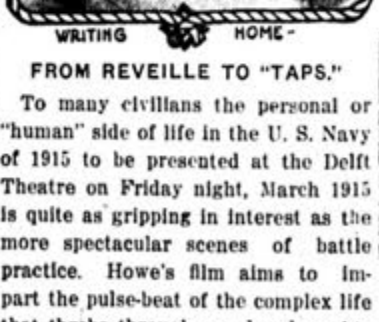 WRITING HOME-
FROM REVEILLE TO "TAPS."
To many civilians the personal or
"human" side of life in the U. S. Navy
of 1915 to be presented at the Delft
Theatre on Friday night, March 1915
is quite as gripping in interest as the
more spectacular scenes of battle
practice. Howe's film aims to im-
part the pulse-beat of the complex life